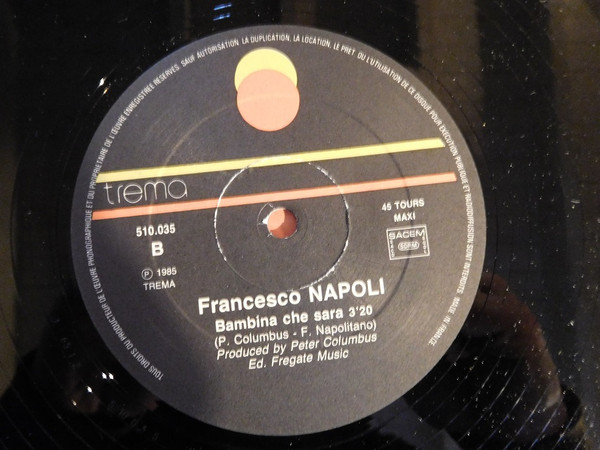 TOUS DROITS DU PRODUCTEUR DE L'ŒUVRE PHONOGRAPHIQUE ET DU PROPRIETAIRE DE L'ŒUVRE ENREGISTREE RESERVES. SAUF AUTORISATION, LA DUPLICATION, LA LOCATION, LE PRET, OU L'UTILISATION DE CE DISQUE POUR EXECUTION PUBLIQUE ET RADIODIFFUSION SONT INTERDITS. MADE IN FRANCE.
trema
510.035
B
45 TOURS
MAXI
SACEM
SDRM
Ⓟ 1985
TREMA
Francesco NAPOLI
Bambina che sara 3'20
(P. Columbus - F. Napolitano)
Produced by Peter Columbus
Ed. Fregate Music